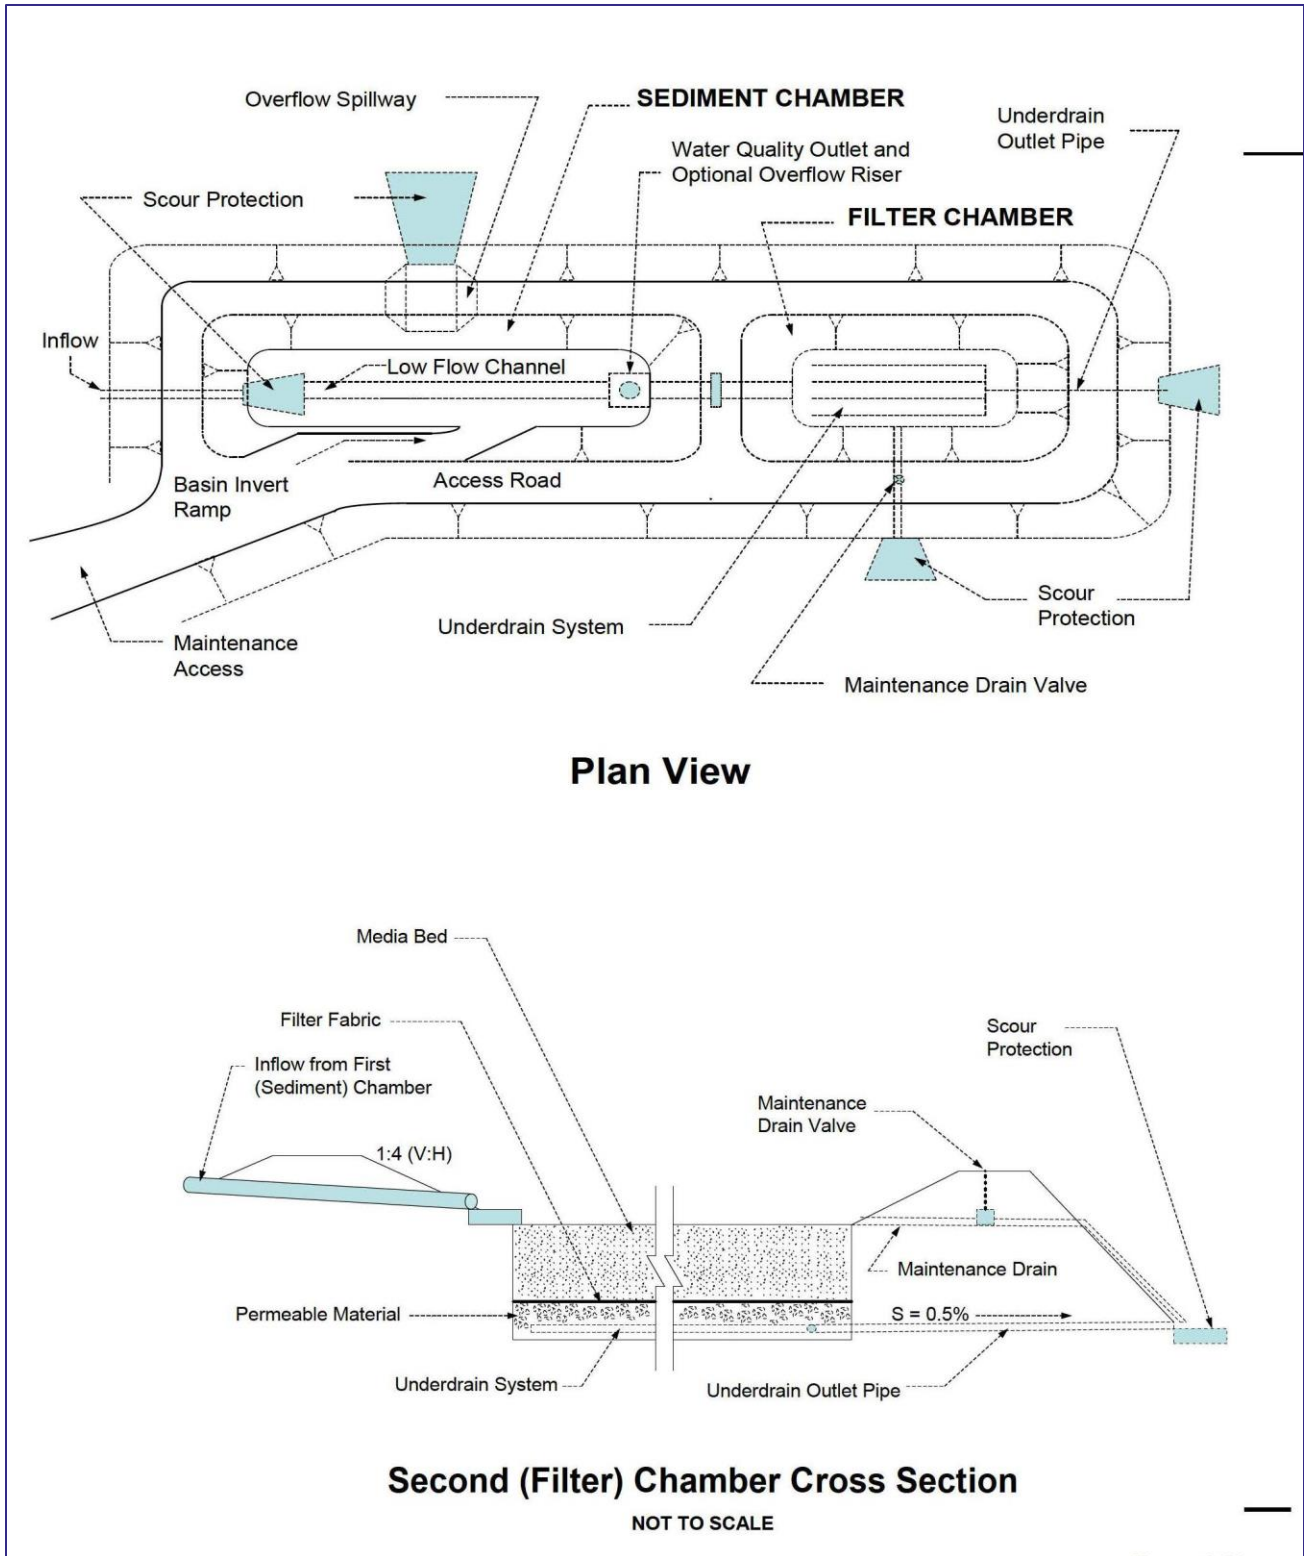 Overflow Spillway
SEDIMENT CHAMBER
Underdrain
Outlet Pipe
Water Quality Outlet and
Optional Overflow Riser
Scour Protection
FILTER CHAMBER
Inflow
Low Flow Channel
Basin Invert
Ramp
Access Road
Scour
Protection
Underdrain System
Maintenance
Access
Maintenance Drain Valve
Plan View
Media Bed
Filter Fabric
Scour
Protection
Inflow from First
(Sediment) Chamber
Maintenance
Drain Valve
1:4 (V:H)
Maintenance Drain
Permeable Material
S = 0.5%
Underdrain System
Underdrain Outlet Pipe
Second (Filter) Chamber Cross Section
NOT TO SCALE